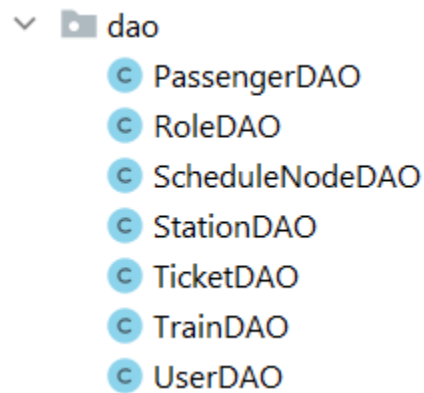 dao
C PassengerDAO
C RoleDAO
C ScheduleNodeDAO
C StationDAO
C TicketDAO
C TrainDAO
C UserDAO